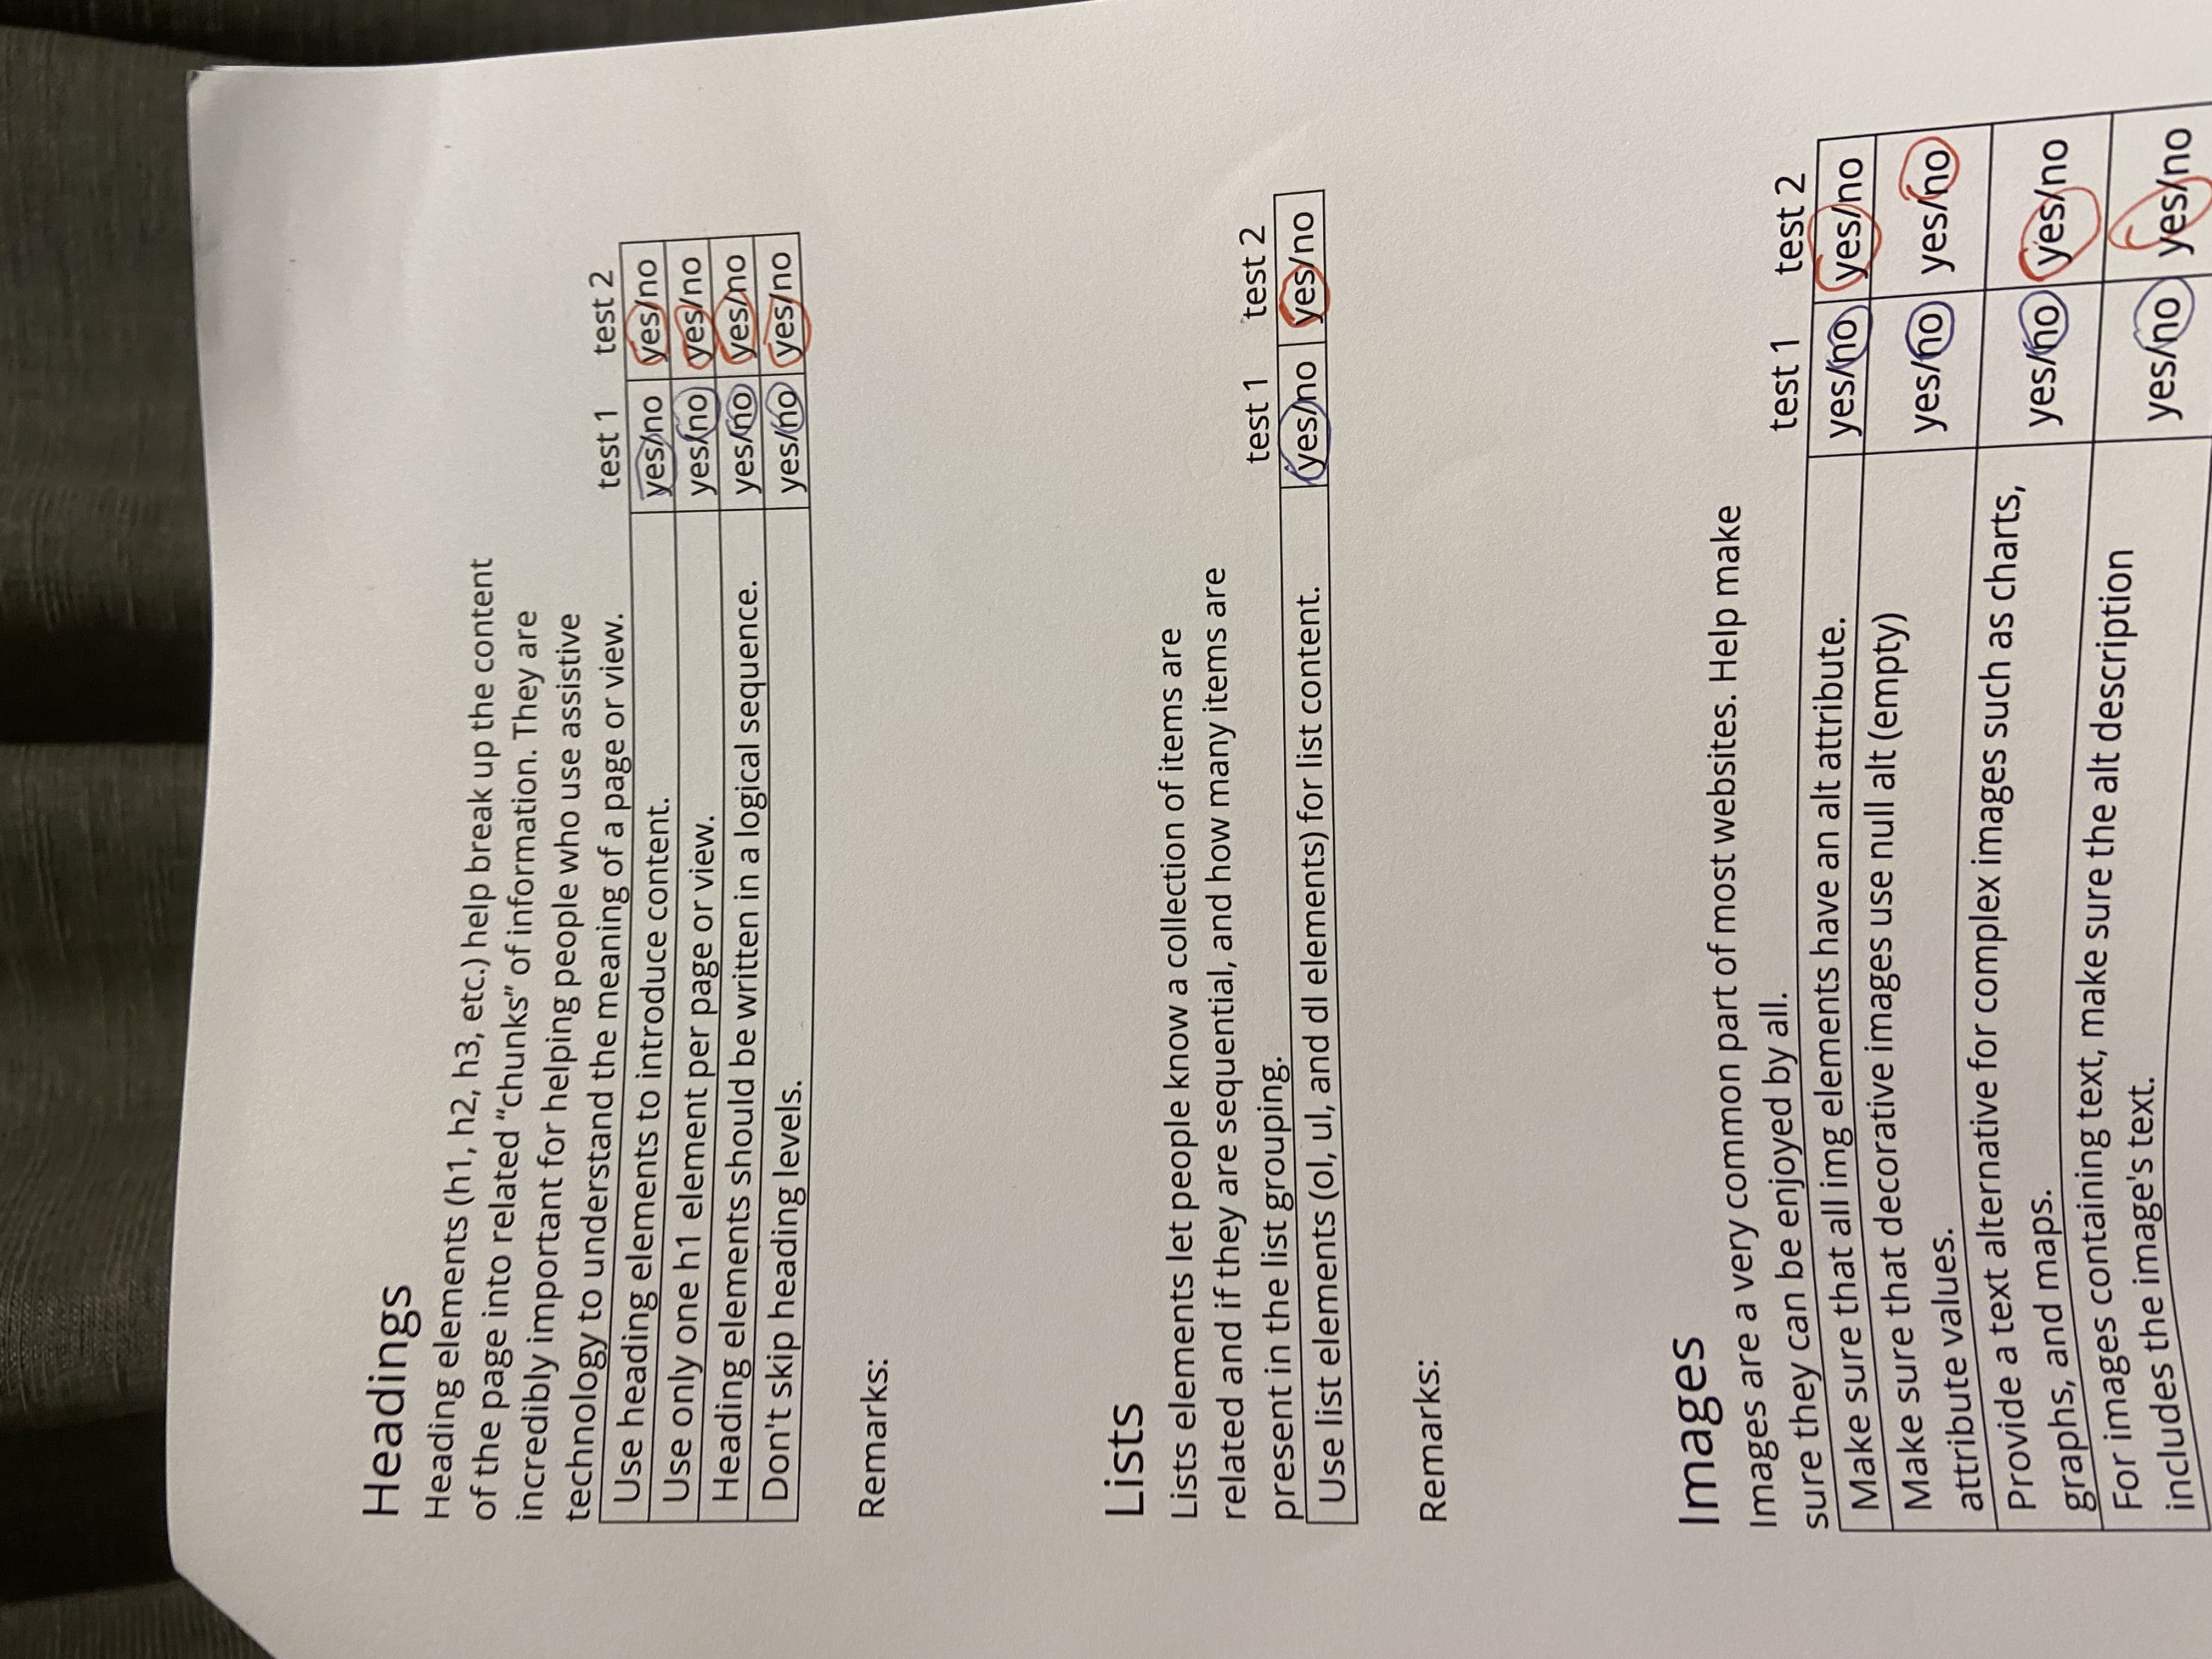 Headings
Heading elements (h1, h2, h3, etc.) help break up the content
of the page into related “chunks” of information. They are
incredibly important for helping people who use assistive
technology to understand the meaning of a page or view.
test 1 test 2
Use heading elements to introduce content. yes/no yes/no
Use only one h1 element per page or view. yes/no yes/no
Heading elements should be written in a logical sequence. yes/no yes/no
Don't skip heading levels. yes/no yes/no
Remarks:
Lists
Lists elements let people know a collection of items are
related and if they are sequential, and how many items are
present in the list grouping.
test 1 test 2
Use list elements (ol, ul, and dl elements) for list content. yes/no yes/no
Remarks:
Images
Images are a very common part of most websites. Help make
sure they can be enjoyed by all.
test 1 test 2
Make sure that all img elements have an alt attribute. yes/no yes/no
Make sure that decorative images use null alt (empty)
attribute values. yes/no yes/no
Provide a text alternative for complex images such as charts,
graphs, and maps. yes/no yes/no
For images containing text, make sure the alt description
includes the image's text. yes/no yes/no